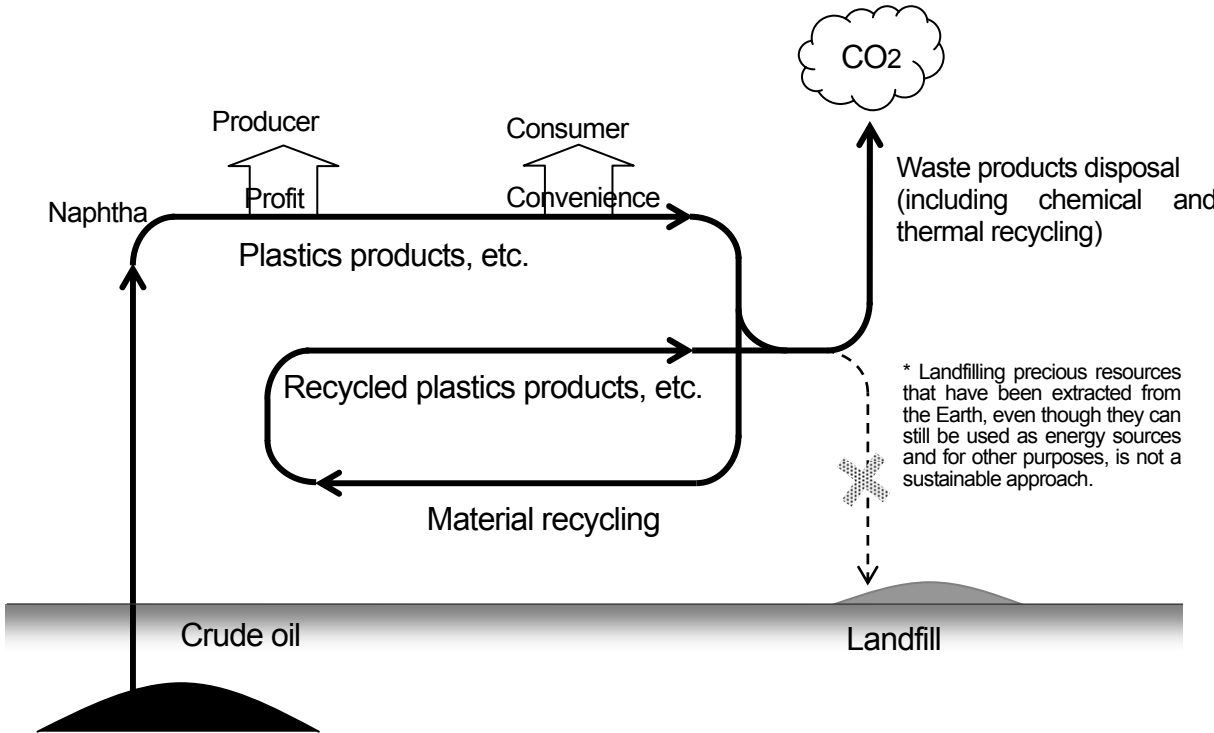 CO2
Producer
Consumer
Waste products disposal
(including chemical and
thermal recycling)
Naphtha
Profit
Convenience
Plastics products, etc.
* Landfilling precious resources
that have been extracted from
the Earth, even though they can
still be used as energy sources
and for other purposes, is not a
sustainable approach.
Recycled plastics products, etc.
Material recycling
Crude oil
Landfill